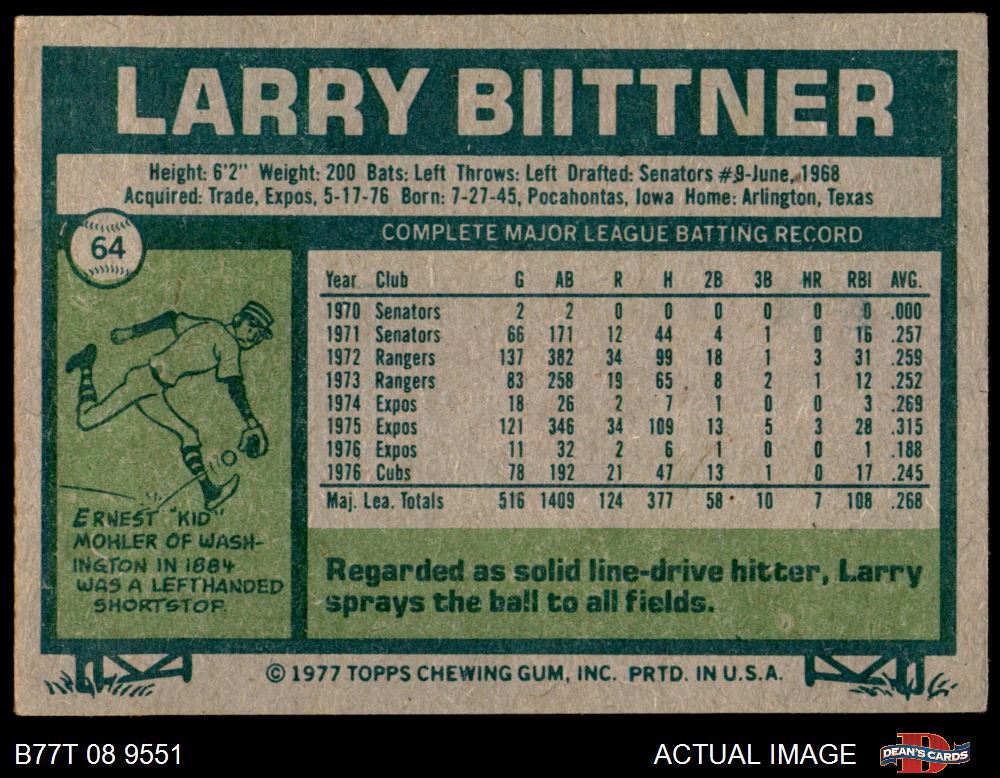 LARRY BIITTNER
Height: 6'2" Weight: 200 Bats: Left Throws: Left Drafted: Senators #9-June, 1968
Acquired: Trade, Expos, 5-17-76 Born: 7-27-45, Pocahontas, Iowa Home: Arlington, Texas
64
COMPLETE MAJOR LEAGUE BATTING RECORD
Year Club G AB R H 2B 3B HR RBI AVG.
1970 Senators 2 2 0 0 0 0 0 0 .000
1971 Senators 66 171 12 44 4 1 0 16 .257
1972 Rangers 137 382 34 99 18 1 3 31 .259
1973 Rangers 83 258 19 65 8 2 1 12 .252
1974 Expos 18 26 2 7 1 0 0 3 .269
1975 Expos 121 346 34 109 13 5 3 28 .315
1976 Expos 11 32 2 6 1 0 0 1 .188
1976 Cubs 78 192 21 47 13 1 0 17 .245
Maj. Lea. Totals 516 1409 124 377 58 10 7 108 .268
ERNEST "KID"
MOHLER OF WASH-
INGTON IN 1884
WAS A LEFTHANDED
SHORTSTOP.
Regarded as solid line-drive hitter, Larry
sprays the ball to all fields.
© 1977 TOPPS CHEWING GUM, INC. PRTD. IN U.S.A.
B77T 08 9551
ACTUAL IMAGE
D
DEAN'S CARDS